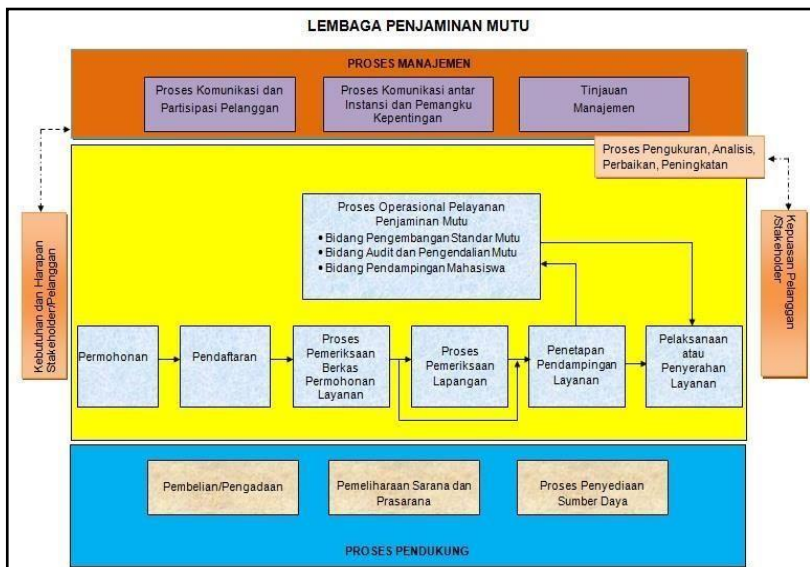 LEMBAGA PENJAMINAN MUTU
PROSES MANAJEMEN
Proses Komunikasi dan
Partisipasi Pelanggan
Proses Komunikasi antar
Instansi dan Pemangku
Kepentingan
Tinjauan
Manajemen
Proses Pengukuran, Analisis,
Perbaikan, Peningkatan
Kebutuhan dan Harapan
Stakeholder/Pelanggan
Kepuasan Pelanggan
/Stakeholder
Proses Operasional Pelayanan
Penjaminan Mutu
• Bidang Pengembangan Standar Mutu
• Bidang Audit dan Pengendalian Mutu
• Bidang Pendampingan Mahasiswa
Permohonan
Pendaftaran
Proses
Pemeriksaan
Berkas
Permohonan
Layanan
Proses
Pemeriksaan
Lapangan
Penetapan
Pendampingan
Layanan
Pelaksanaan
atau
Penyerahan
Layanan
Pembelian/Pengadaan
Pemeliharaan Sarana dan
Prasarana
Proses Penyediaan
Sumber Daya
PROSES PENDUKUNG